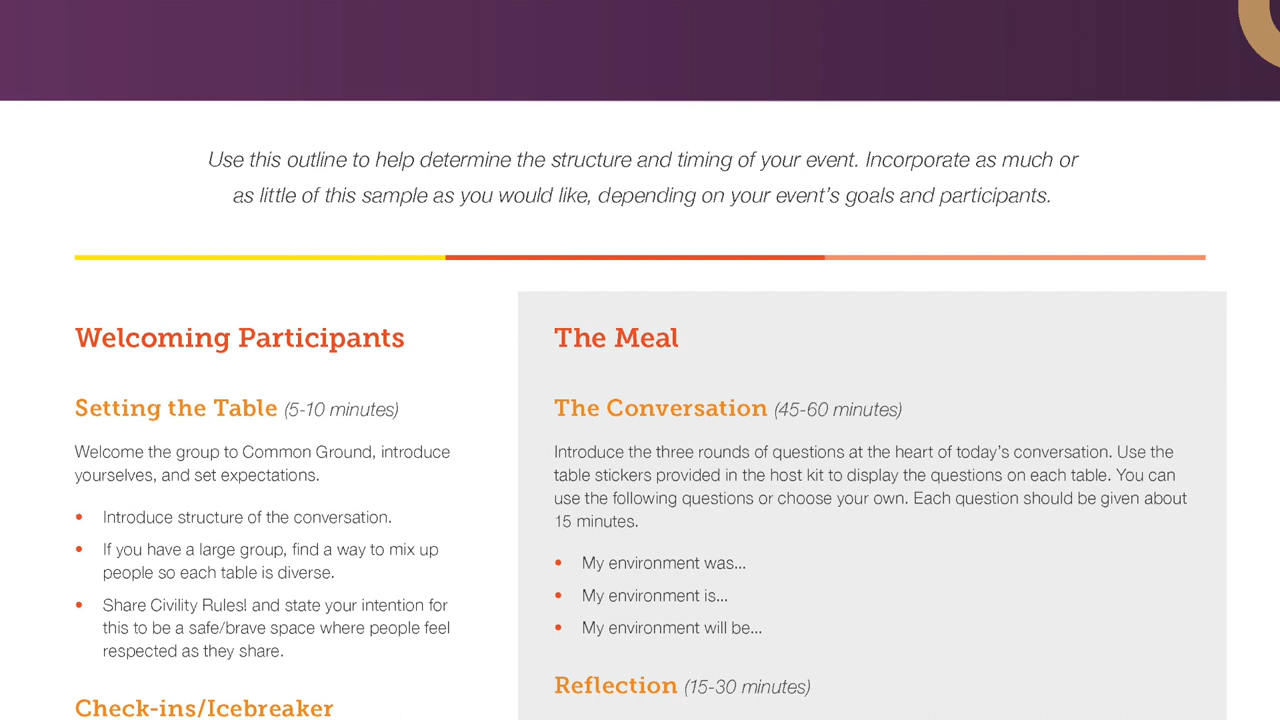 Use this outline to help determine the structure and timing of your event. Incorporate as much or
as little of this sample as you would like, depending on your event's goals and participants.
Welcoming Participants
Setting the Table (5-10 minutes)
Welcome the group to Common Ground, introduce
yourselves, and set expectations.
• Introduce structure of the conversation.
• If you have a large group, find a way to mix up
people so each table is diverse.
• Share Civility Rules! and state your intention for
this to be a safe/brave space where people feel
respected as they share.
Check-ins/Icebreaker
The Meal
The Conversation (45-60 minutes)
Introduce the three rounds of questions at the heart of today's conversation. Use the
table stickers provided in the host kit to display the questions on each table. You can
use the following questions or choose your own. Each question should be given about
15 minutes.
• My environment was...
• My environment is...
• My environment will be...
Reflection (15-30 minutes)